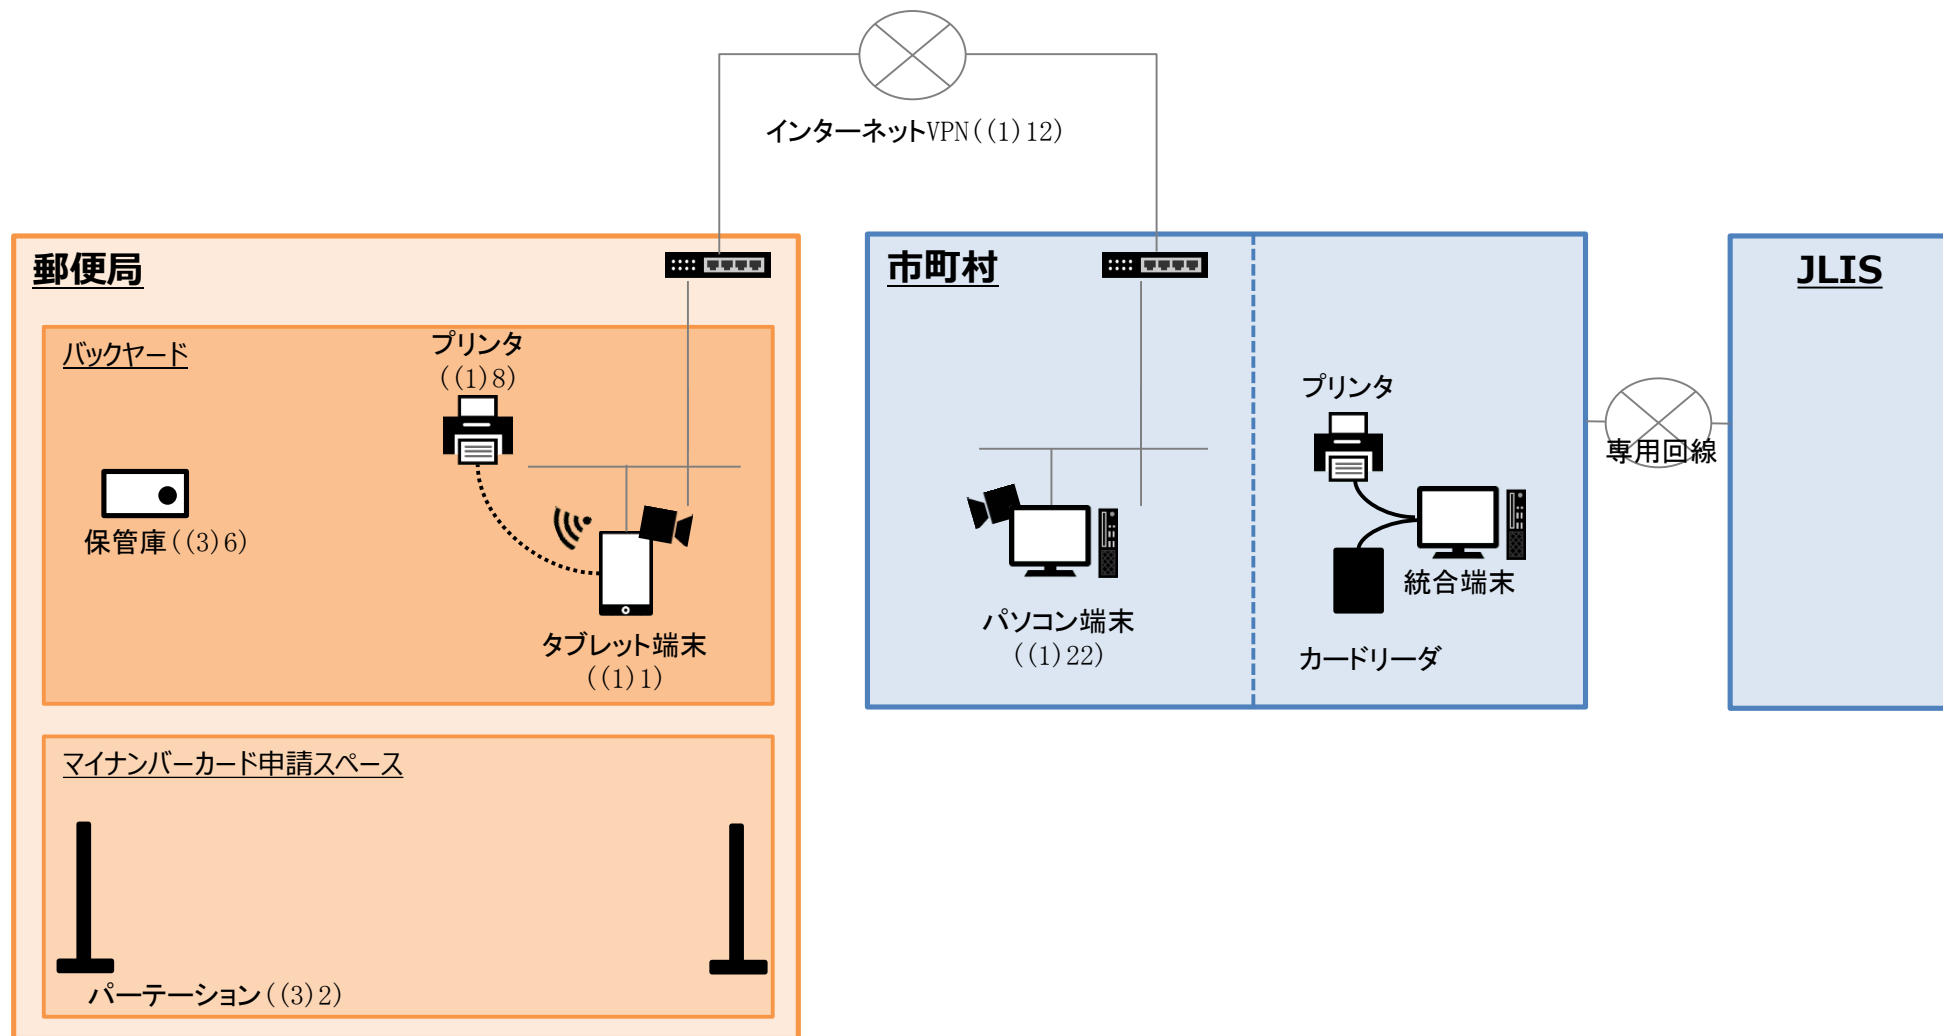 インターネットVPN((1)12)
郵便局
バックヤード
プリンタ
((1)8)
保管庫((3)6)
タブレット端末
((1)1)
マイナンバーカード申請スペース
パーテーション((3)2)
市町村
パソコン端末
((1)22)
プリンタ
統合端末
カードリーダ
専用回線
JLIS